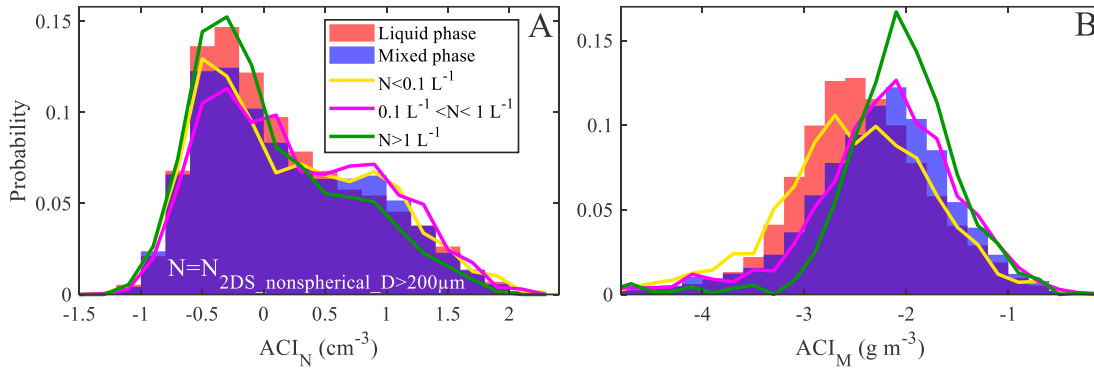 0.15
0.1
0.05
0
Probability
-1.5
-1
-0.5
0
0.5
1
1.5
2
ACI_N (cm^-3)
A
Liquid phase
Mixed phase
N<0.1 L^-1
0.1 L^-1 <N< 1 L^-1
N>1 L^-1
N=N_2DS_nonspherical_D>200µm
0.15
0.1
0.05
0
-4
-3
-2
-1
ACI_M (g m^-3)
B